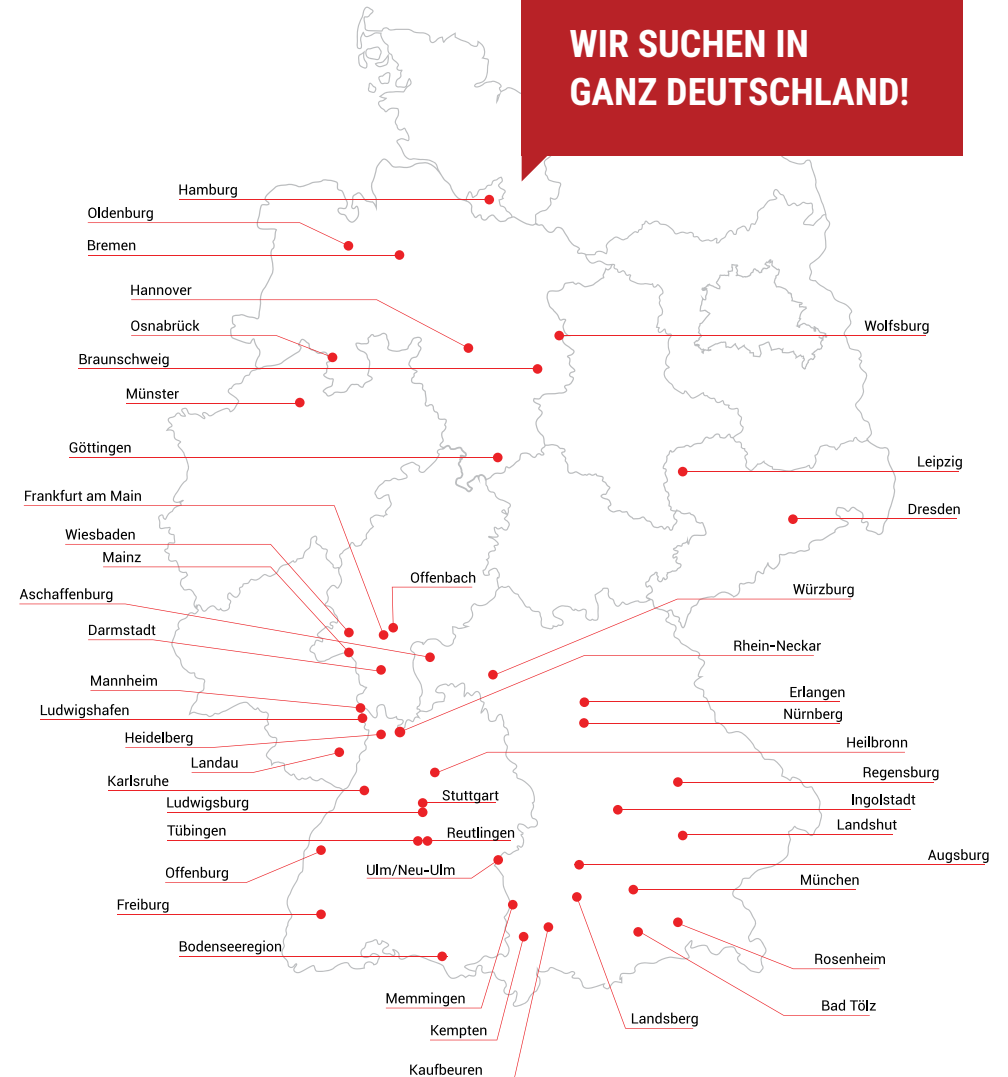 WIR SUCHEN IN
GANZ DEUTSCHLAND!
Hamburg
Oldenburg
Bremen
Hannover
Osnabrück
Wolfsburg
Braunschweig
Münster
Göttingen
Leipzig
Frankfurt am Main
Dresden
Wiesbaden
Mainz
Offenbach
Aschaffenburg
Würzburg
Darmstadt
Rhein-Neckar
Mannheim
Erlangen
Ludwigshafen
Nürnberg
Heidelberg
Heilbronn
Landau
Regensburg
Karlsruhe
Stuttgart
Ingolstadt
Ludwigsburg
Landshut
Tübingen
Reutlingen
Augsburg
Offenburg
Ulm/Neu-Ulm
München
Freiburg
Bodenseeregion
Rosenheim
Memmingen
Bad Tölz
Landsberg
Kempten
Kaufbeuren